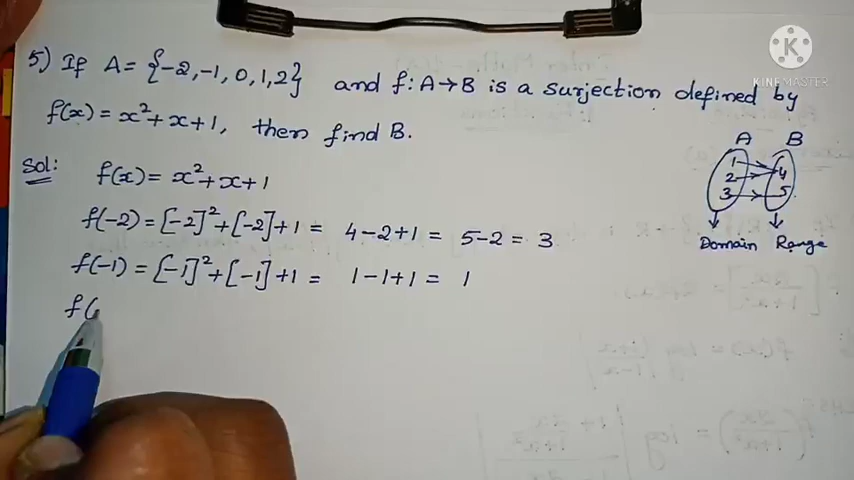 5) If A = {-2, -1, 0, 1, 2} and f: A→B is a surjection defined by
f(x) = x² + x + 1, then find B.
Sol: f(x) = x² + x + 1
f(-2) = [-2]² + [-2] + 1 = 4 - 2 + 1 = 5 - 2 = 3
f(-1) = [-1]² + [-1] + 1 = 1 - 1 + 1 = 1
f(
A B
1 4
2 5
3
Domain Range
K
KINEMASTER